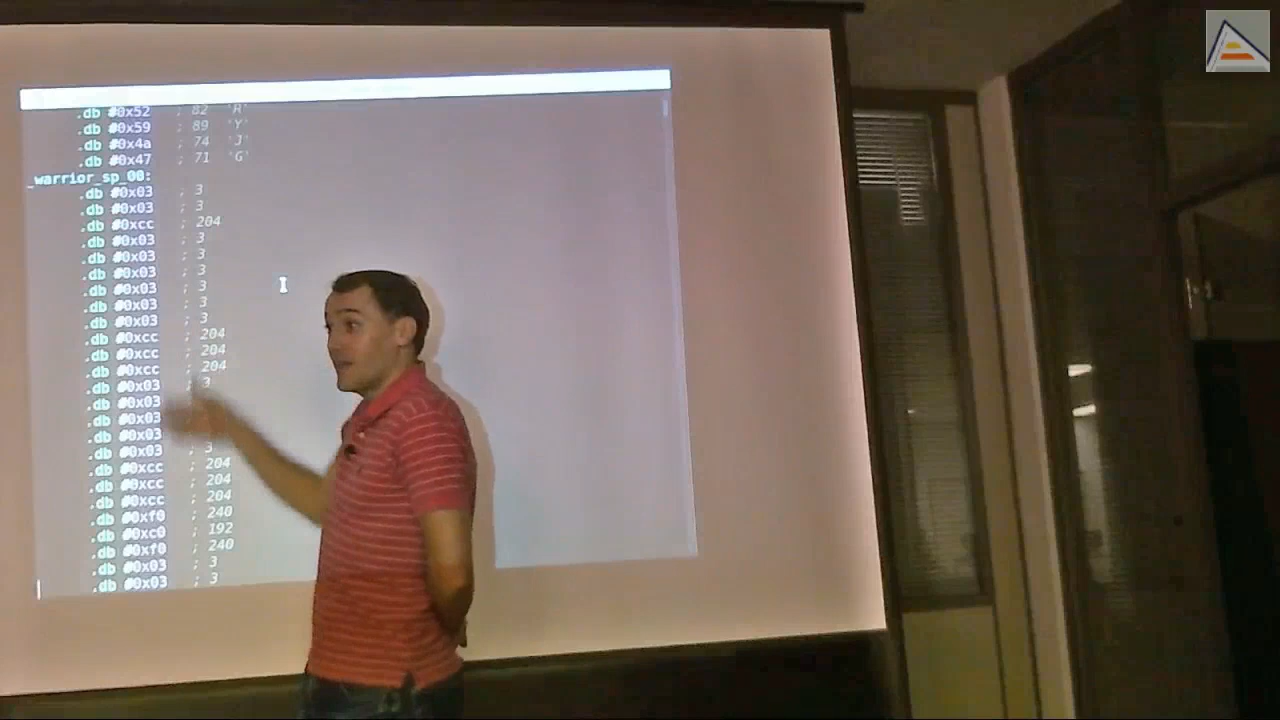 .db #0x52 ; 82 'R'
.db #0x59 ; 89 'Y'
.db #0x4a ; 74 'J'
.db #0x47 ; 71 'G'
_warrior_sp_00:
.db #0x03 ; 3
.db #0x03 ; 3
.db #0xcc ; 204
.db #0x03 ; 3
.db #0x03 ; 3
.db #0x03 ; 3
.db #0x03 ; 3
.db #0x03 ; 3
.db #0x03 ; 3
.db #0xcc ; 204
.db #0xcc ; 204
.db #0xcc ; 204
.db #0x03 ; 3
.db #0x03
.db #0x03
.db #0x03
.db #0x03 ; 3
.db #0xcc ; 204
.db #0xcc ; 204
.db #0xcc ; 204
.db #0xf0 ; 240
.db #0xc0 ; 192
.db #0xf0 ; 240
.db #0x03 ; 3
.db #0x03 ; 3